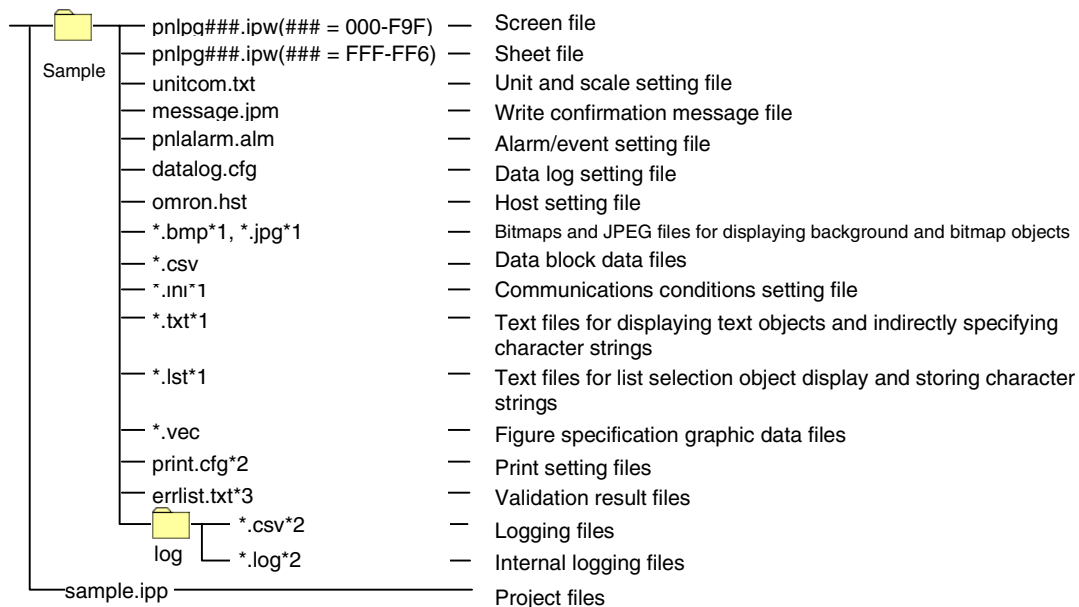 pnlpg###.ipw(### = 000-F9F) — Screen file
pnlpg###.ipw(### = FFF-FF6) — Sheet file
Sample
unitcom.txt — Unit and scale setting file
message.jpm — Write confirmation message file
pnlalarm.alm — Alarm/event setting file
datalog.cfg — Data log setting file
omron.hst — Host setting file
*.bmp*1, *.jpg*1 — Bitmaps and JPEG files for displaying background and bitmap objects
*.csv — Data block data files
*.ini*1 — Communications conditions setting file
*.txt*1 — Text files for displaying text objects and indirectly specifying
character strings
*.lst*1 — Text files for list selection object display and storing character
strings
*.vec — Figure specification graphic data files
print.cfg*2 — Print setting files
errlist.txt*3 — Validation result files
*.csv*2 — Logging files
log
*.log*2 — Internal logging files
sample.ipp — Project files